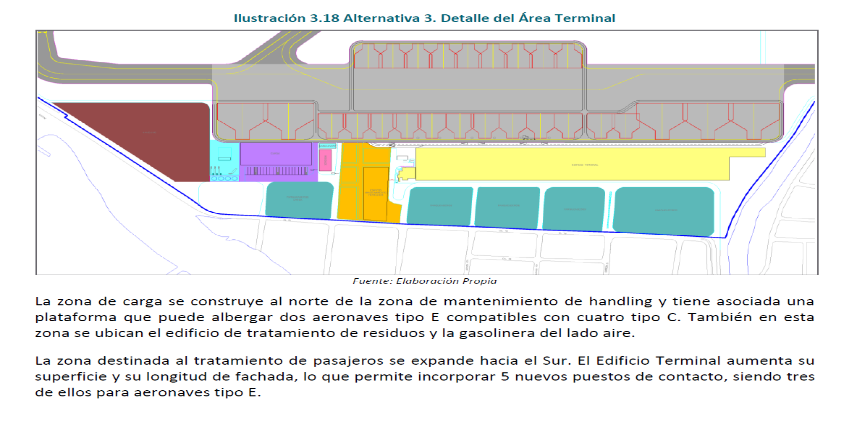 Ilustración 3.18 Alternativa 3. Detalle del Área Terminal
Fuente: Elaboración Propia
La zona de carga se construye al norte de la zona de mantenimiento de handling y tiene asociada una
plataforma que puede albergar dos aeronaves tipo E compatibles con cuatro tipo C. También en esta
zona se ubican el edificio de tratamiento de residuos y la gasolinera del lado aire.
La zona destinada al tratamiento de pasajeros se expande hacia el Sur. El Edificio Terminal aumenta su
superficie y su longitud de fachada, lo que permite incorporar 5 nuevos puestos de contacto, siendo tres
de ellos para aeronaves tipo E.